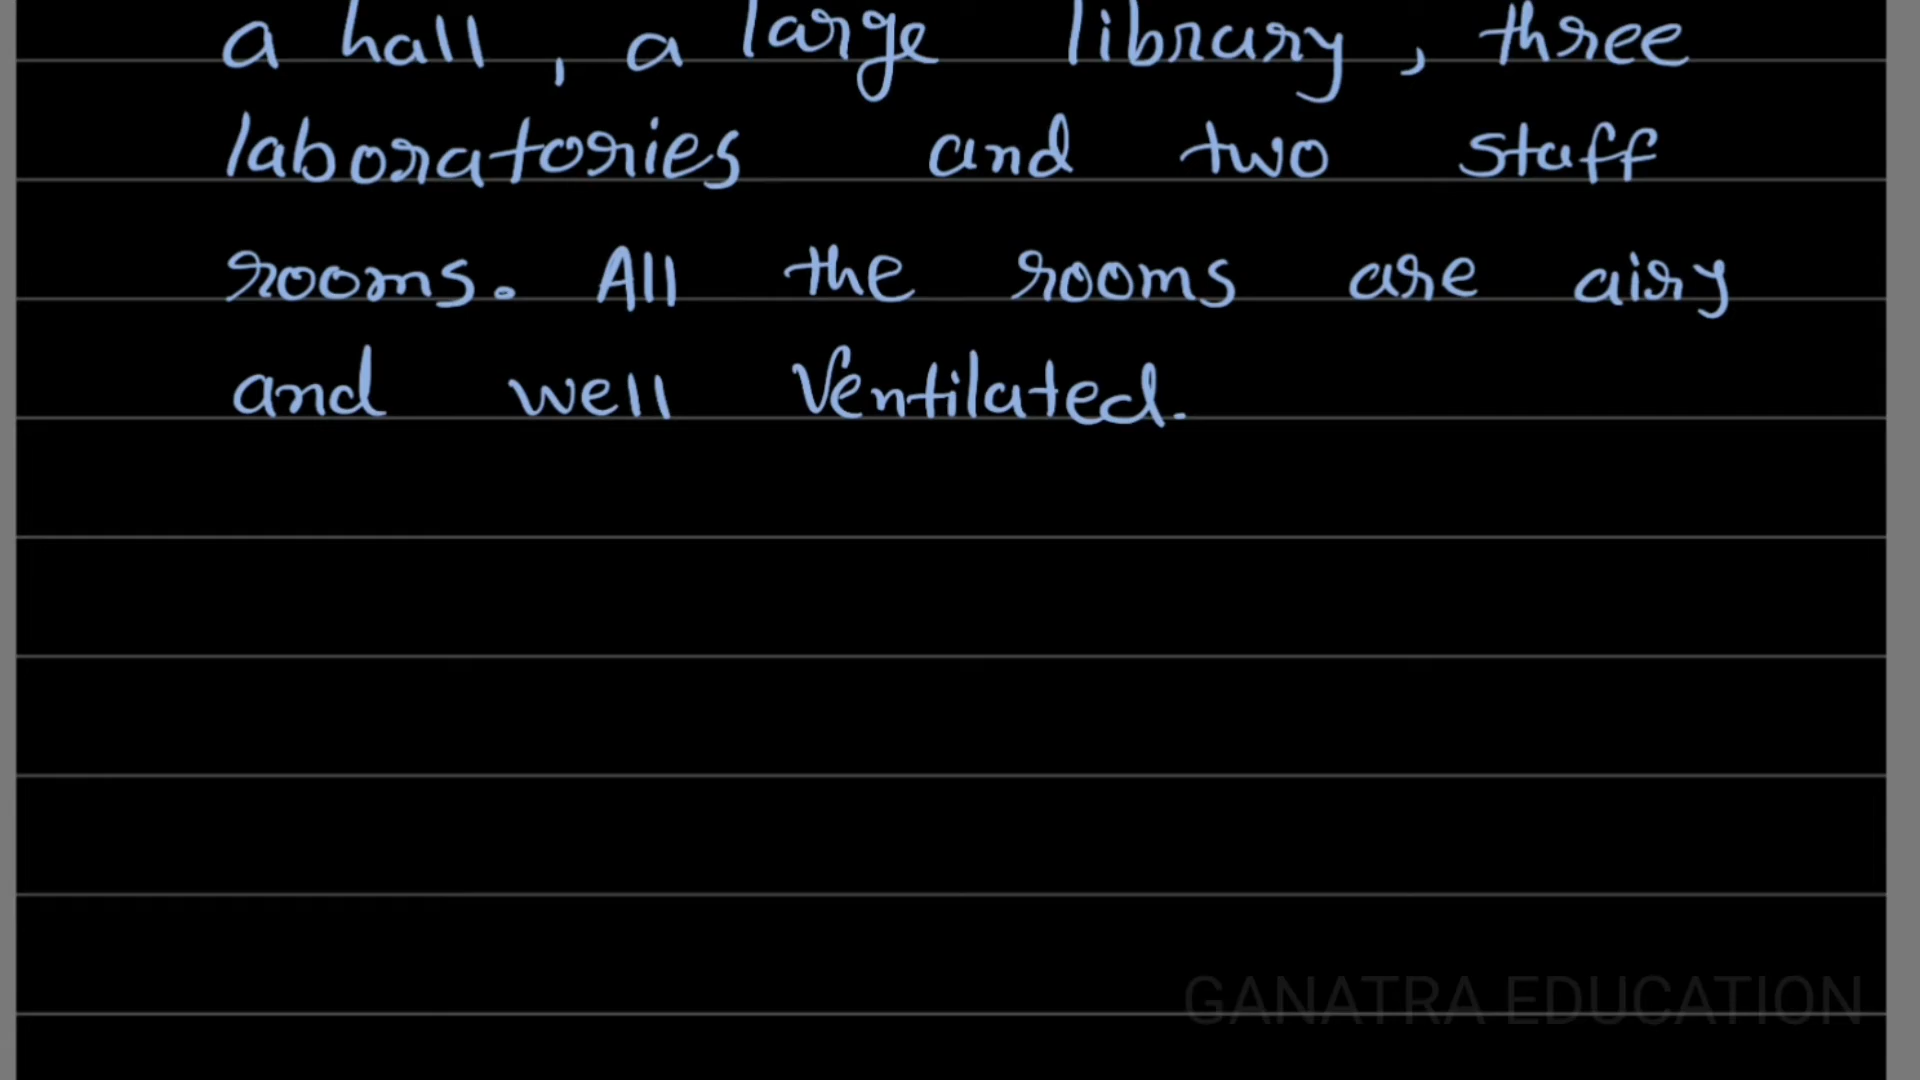 a hall, a large library, three
laboratories and two staff
rooms. All the rooms are airy
and well Ventilated.
GANATRA EDUCATION